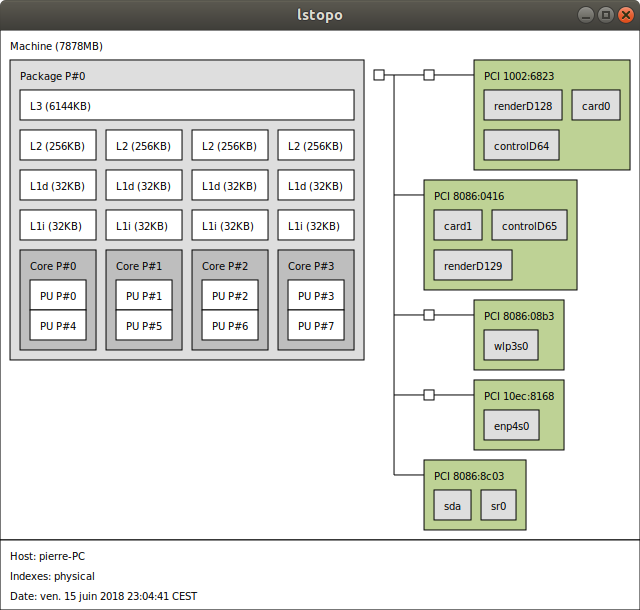 lstopo
Machine (7878MB)
Package P#0
L3 (6144KB)
L2 (256KB) L2 (256KB) L2 (256KB) L2 (256KB)
L1d (32KB) L1d (32KB) L1d (32KB) L1d (32KB)
L1i (32KB) L1i (32KB) L1i (32KB) L1i (32KB)
Core P#0 Core P#1 Core P#2 Core P#3
PU P#0 PU P#1 PU P#2 PU P#3
PU P#4 PU P#5 PU P#6 PU P#7
PCI 1002:6823
renderD128 card0
controlD64
PCI 8086:0416
card1 controlD65
renderD129
PCI 8086:08b3
wlp3s0
PCI 10ec:8168
enp4s0
PCI 8086:8c03
sda sr0
Host: pierre-PC
Indexes: physical
Date: ven. 15 juin 2018 23:04:41 CEST